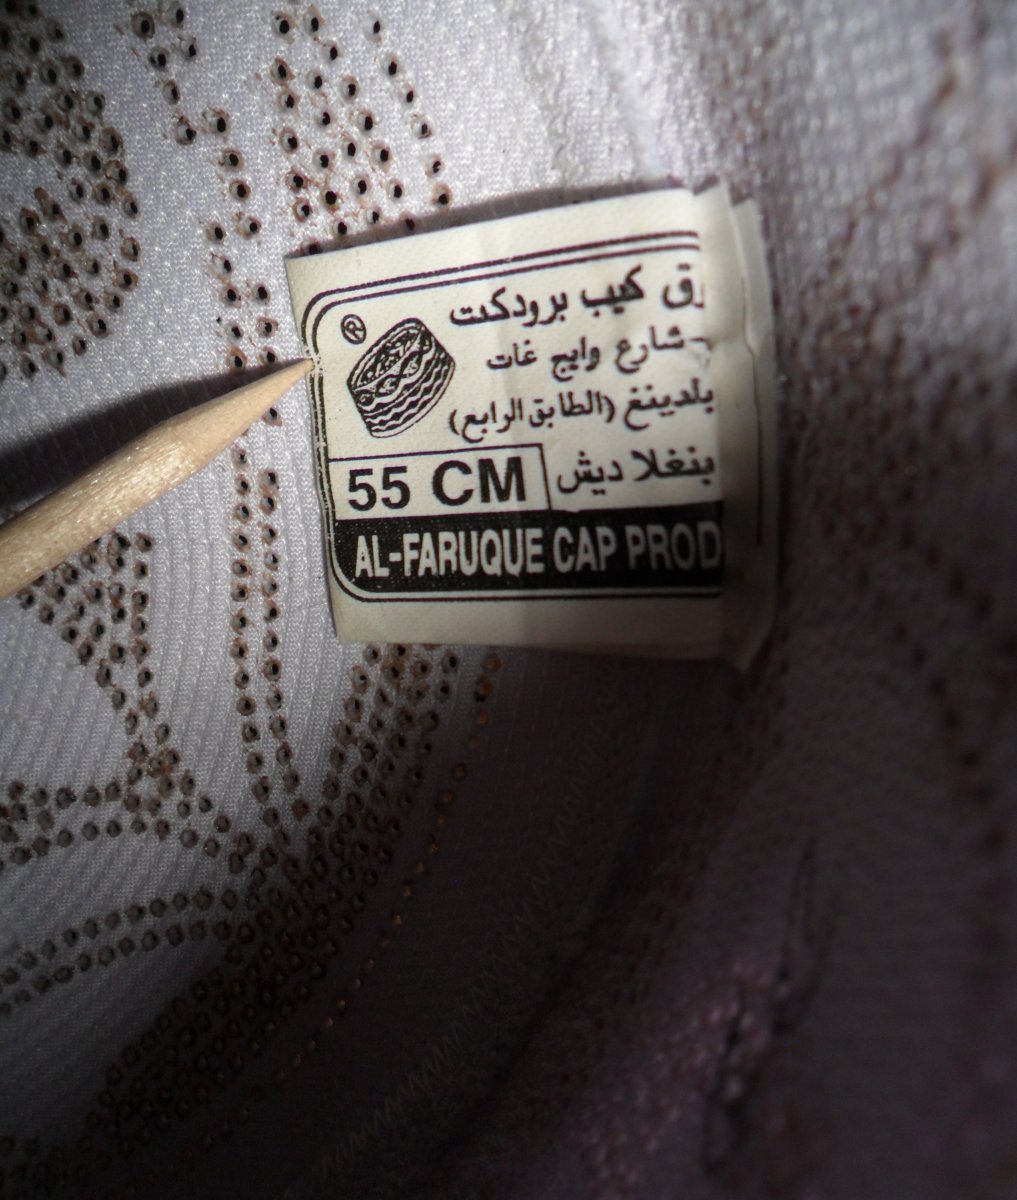 ®
كيب برودكت
شارع وايج غات
بلدينغ (الطابق الرابع)
بنغلا ديش
55 CM
AL-FARUQUE CAP PROD